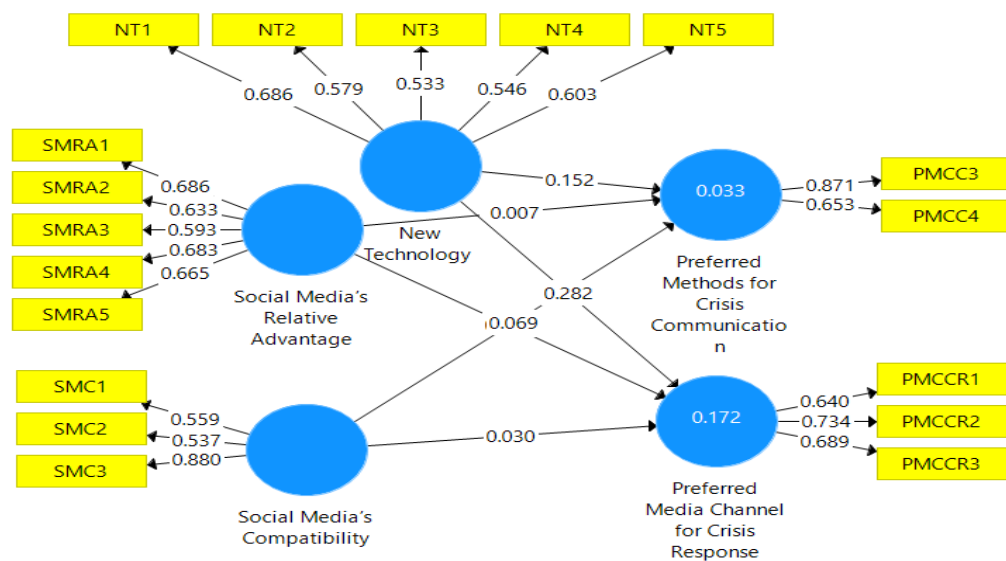 NT1 NT2 NT3 NT4 NT5
0.686 0.579 0.533 0.546 0.603
SMRA1
SMRA2
SMRA3
SMRA4
SMRA5
0.686
0.633
0.593
0.683
0.665
New
Technology
Social Media’s
Relative
Advantage
0.152
0.007
0.033
0.871
0.653
PMCC3
PMCC4
Preferred
Methods for
Crisis
Communicatio
n
0.282
0.069
SMC1
SMC2
SMC3
0.559
0.537
0.880
Social Media’s
Compatibility
0.030
0.172
0.640
0.734
0.689
PMCCR1
PMCCR2
PMCCR3
Preferred
Media Channel
for Crisis
Response